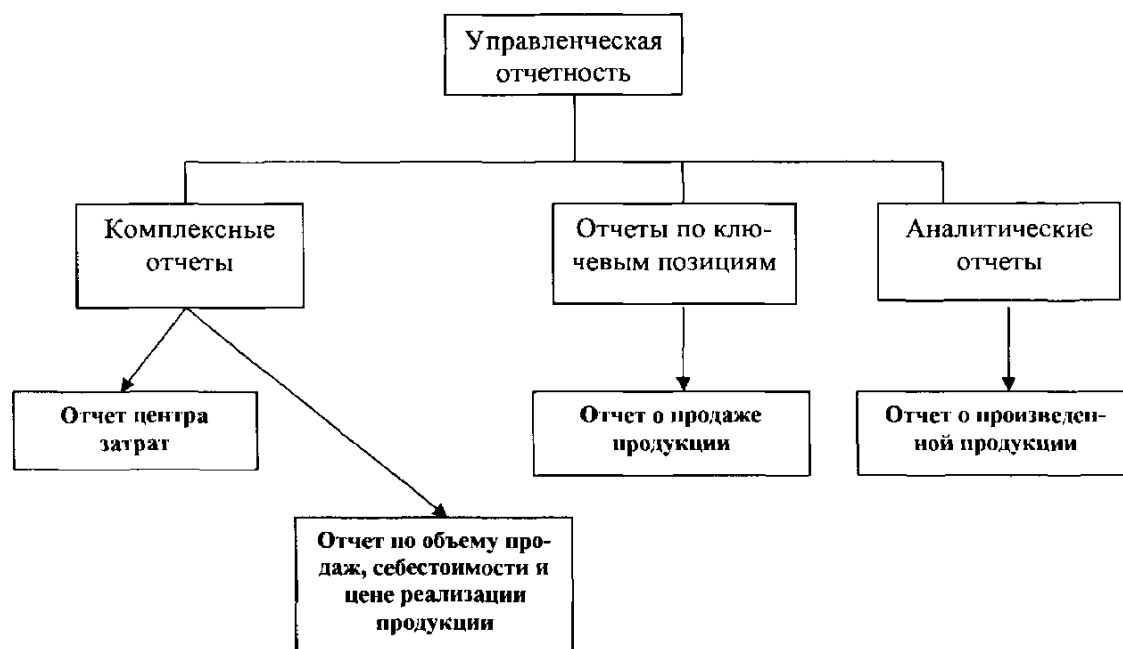 Управленческая
отчетность
Комплексные
отчеты
Отчеты по клю-
чевым позициям
Аналитические
отчеты
Отчет центра
затрат
Отчет о продаже
продукции
Отчет о произведен-
ной продукции
Отчет по объему про-
даж, себестоимости и
цене реализации
продукции